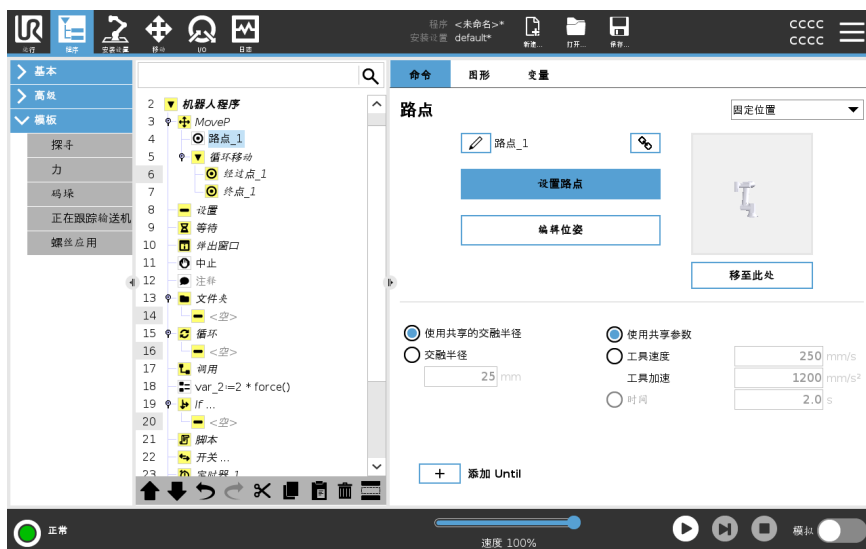 程序 <未命名>*
安装设置 default*
新建...
打开...
保存...
CCCC
CCCC
运行
程序
安装设置
移动
I/O
日志
基本
高级
模板
探寻
力
码垛
正在跟踪输送机
螺丝应用
2 机器人程序
3 MoveP
4 路点_1
5 循环移动
6 经过点_1
7 终点_1
8 设置
9 等待
10 弹出窗口
11 中止
12 注释
13 文件夹
14 <空>
15 循环
16 <空>
17 调用
18 var_2≔2 * force()
19 If ...
20 <空>
21 脚本
22 开关 ...
23 定时器_1
命令
图形
变量
路点
固定位置
路点_1
设置路点
编辑位姿
移至此处
使用共享的交融半径
交融半径
25 mm
使用共享参数
工具速度 250 mm/s
工具加速 1200 mm/s²
时间 2.0 s
添加 Until
正常
速度 100%
模拟